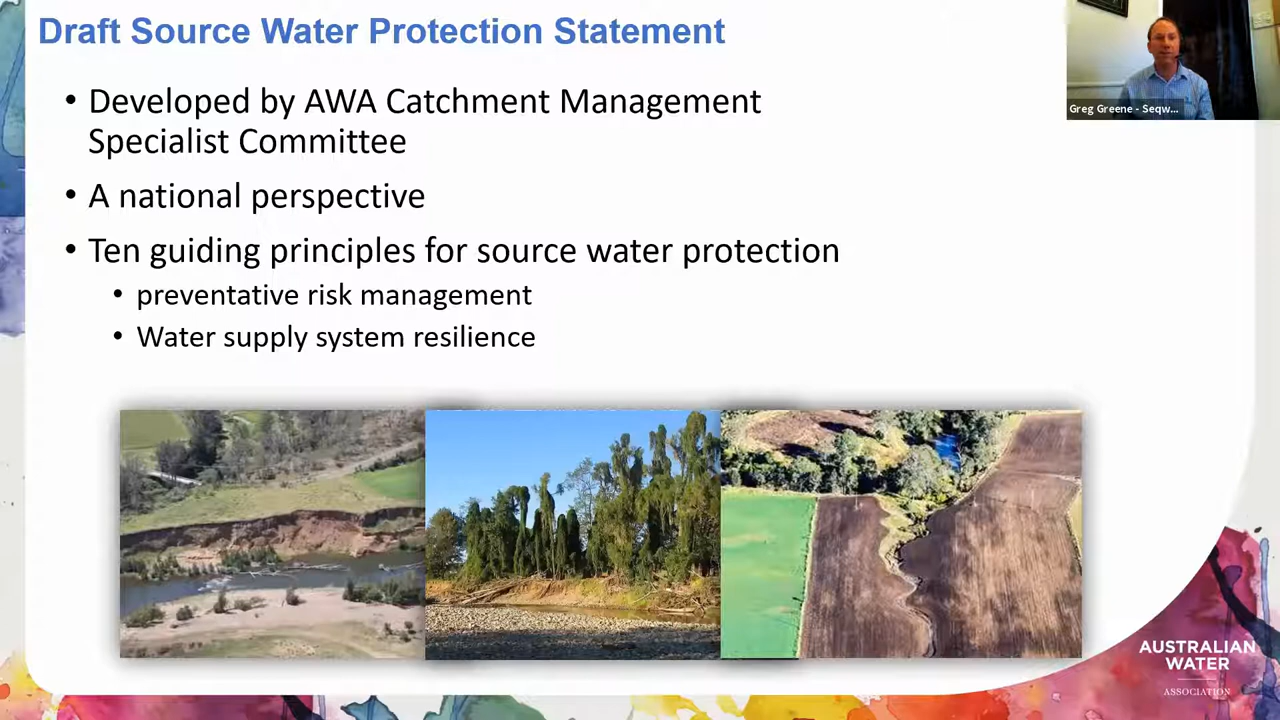 Draft Source Water Protection Statement
• Developed by AWA Catchment Management
Specialist Committee
• A national perspective
• Ten guiding principles for source water protection
• preventative risk management
• Water supply system resilience
Greg Greene - Seqw...
AUSTRALIAN
WATER
ASSOCIATION